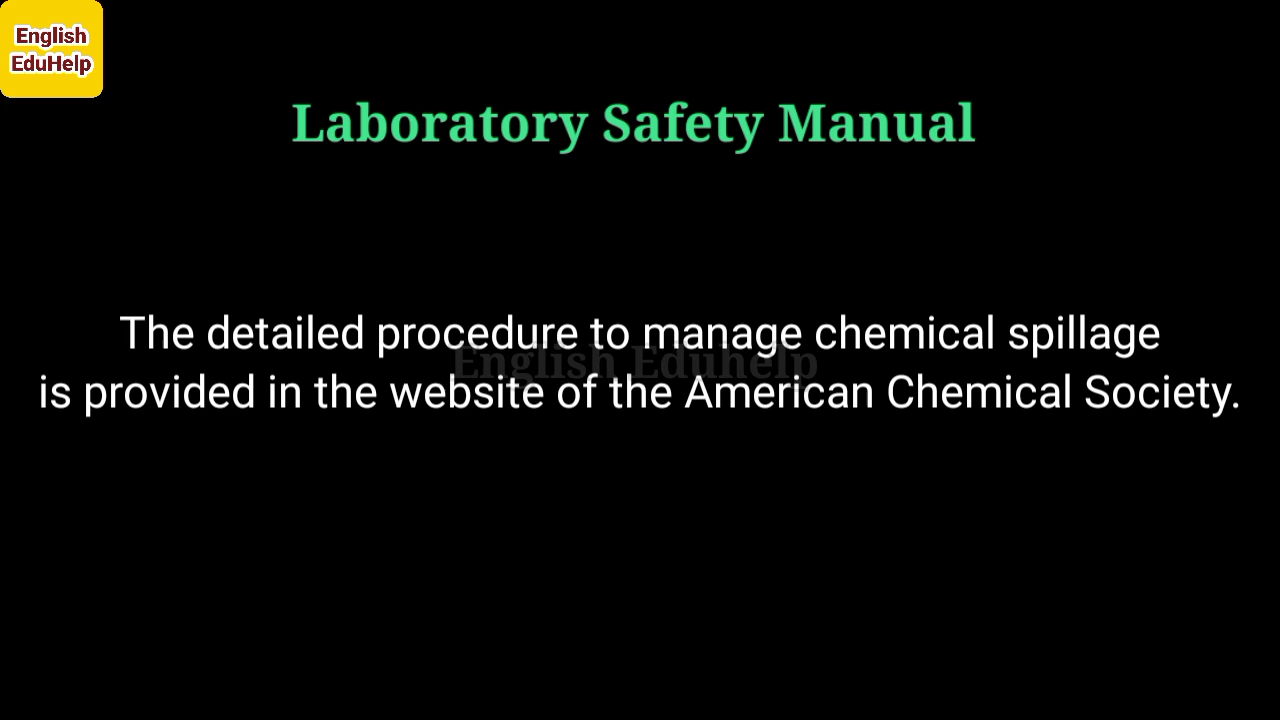 English
EduHelp
Laboratory Safety Manual
English Eduhelp
The detailed procedure to manage chemical spillage
is provided in the website of the American Chemical Society.